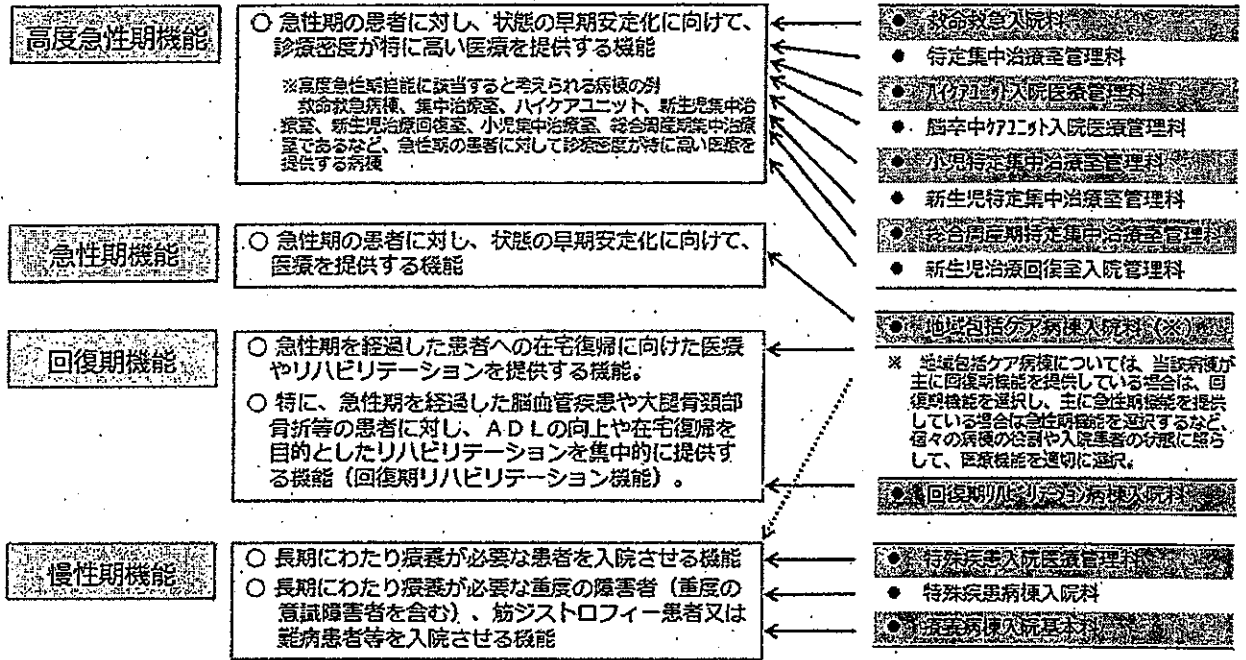 高度急性期機能
○ 急性期の患者に対し、状態の早期安定化に向けて、
診療密度が特に高い医療を提供する機能
※高度急性期機能に該当すると考えられる病棟の例
救命救急病棟、集中治療室、ハイケアユニット、新生児集中治
療室、新生児治療回復室、小児集中治療室、総合周産期集中治療
室であるなど、急性期の患者に対して診療密度が特に高い医療を
提供する病棟
急性期機能
○ 急性期の患者に対し、状態の早期安定化に向けて、
医療を提供する機能
回復期機能
○ 急性期を経過した患者への在宅復帰に向けた医療
やリハビリテーションを提供する機能。
○ 特に、急性期を経過した脳血管疾患や大腿骨頸部
骨折等の患者に対し、ADLの向上や在宅復帰を
目的としたリハビリテーションを集中的に提供す
る機能（回復期リハビリテーション機能）。
慢性期機能
○ 長期にわたり療養が必要な患者を入院させる機能
○ 長期にわたり療養が必要な重度の障害者（重度の
意識障害者を含む）、筋ジストロフィー患者又は
難病患者等を入院させる機能
● 救命救急入院料
● 特定集中治療室管理料
● ハイケアユニット入院医療管理料
● 脳卒中ケアユニット入院医療管理料
● 小児特定集中治療室管理料
● 新生児特定集中治療室管理料
● 総合周産期特定集中治療室管理料
● 新生児治療回復室入院管理料
● 地域包括ケア病棟入院料（※）
※ 地域包括ケア病棟については、当該病棟が
主に回復期機能を提供している場合は、回
復期機能を選択し、主に急性期機能を提供
している場合は急性期機能を選択するなど、
個々の病棟の役割や入院患者の状態に照ら
して、医療機能を適切に選択。
● 回復期リハビリテーション病棟入院料
● 特殊疾患入院医療管理料
● 特殊疾患病棟入院料
● 療養病棟入院基本料